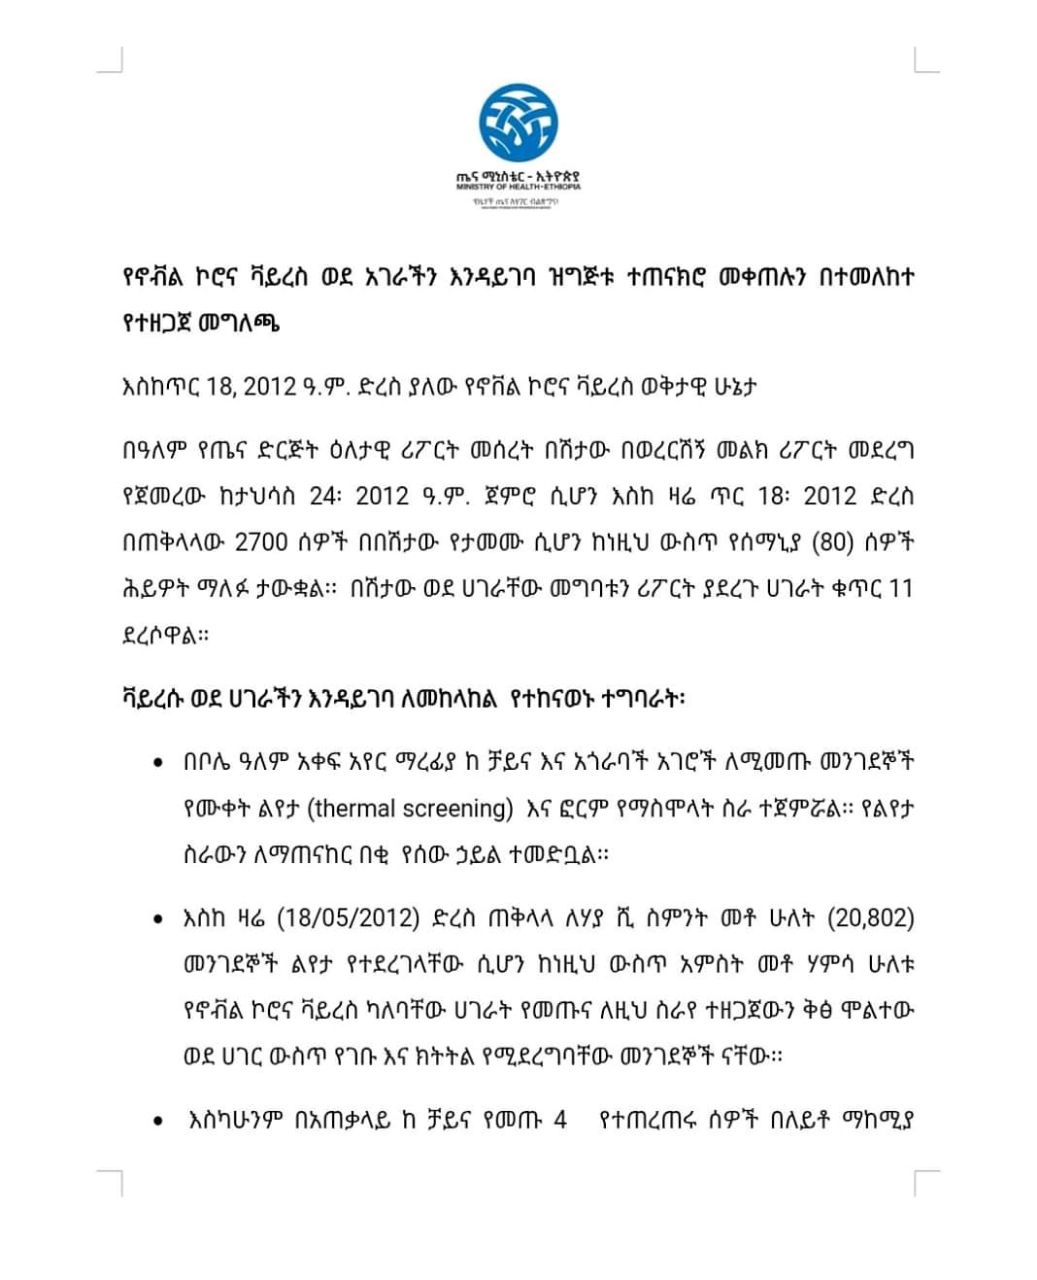 ጤና ሚኒስቴር - ኢትዮጵያ
MINISTRY OF HEALTH-ETHIOPIA
የኖቭል ኮሮና ቫይረስ ወደ አገራችን እንዳይገባ ዝግጅቱ ተጠናክሮ መቀጠሉን በተመለከተ
የተዘጋጀ መግለጫ
እስከጥር 18, 2012 ዓ.ም. ድረስ ያለው የኖቨል ኮሮና ቫይረስ ወቅታዊ ሁኔታ
በዓለም የጤና ድርጅት ዕለታዊ ሪፖርት መሰረት በሽታው በወረርሽኝ መልክ ሪፖርት መደረግ
የጀመረው ከታህሳስ 24፡ 2012 ዓ.ም. ጀምሮ ሲሆን እስከ ዛሬ ጥር 18፡ 2012 ድረስ
በጠቅላላው 2700 ሰዎች በበሽታው የታመሙ ሲሆን ከነዚህ ውስጥ የሰማኒያ (80) ሰዎች
ሕይዎት ማለፉ ታውቋል፡፡ በሽታው ወደ ሀገራቸው መግባቱን ሪፖርት ያደረጉ ሀገራት ቁጥር 11
ደረሶዋል፡፡
ቫይረሱ ወደ ሀገራችን እንዳይገባ ለመከላከል የተከናወኑ ተግባራት፡
• በቦሌ ዓለም አቀፍ አየር ማረፊያ ከ ቻይና እና አጎራባች አገሮች ለሚመጡ መንገደኞች
የሙቀት ልየታ (thermal screening) እና ፎርም የማስሞላት ስራ ተጀምሯል፡፡ የልየታ
ስራውን ለማጠናከር በቂ የሰው ኃይል ተመድቧል፡፡
• እስከ ዛሬ (18/05/2012) ድረስ ጠቅላላ ለሃያ ሺ ስምንት መቶ ሁለት (20,802)
መንገደኞች ልየታ የተደረገላቸው ሲሆን ከነዚህ ውስጥ አምስት መቶ ሃምሳ ሁለቱ
የኖቭል ኮሮና ቫይረስ ካለባቸው ሀገራት የመጡና ለዚህ ስራየ ተዘጋጀውን ቅፅ ሞልተው
ወደ ሀገር ውስጥ የገቡ እና ክትትል የሚደረግባቸው መንገደኞች ናቸው፡፡
• እስካሁንም በአጠቃላይ ከ ቻይና የመጡ 4 የተጠረጠሩ ሰዎች በለይቶ ማከሚያ